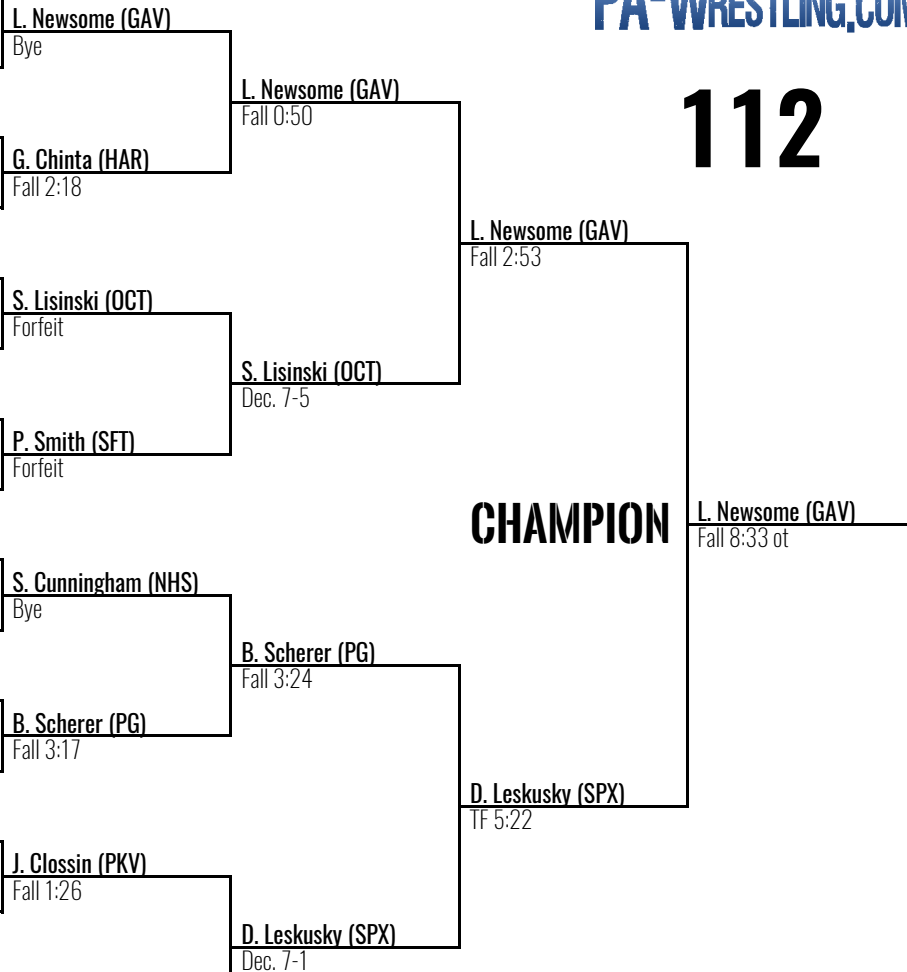 L. Newsome (GAV)
Bye
PA-WRESTLING.COM
L. Newsome (GAV)
Fall 0:50
112
G. Chinta (HAR)
Fall 2:18
L. Newsome (GAV)
Fall 2:53
S. Lisinski (OCT)
Forfeit
S. Lisinski (OCT)
Dec. 7-5
P. Smith (SFT)
Forfeit
CHAMPION
L. Newsome (GAV)
Fall 8:33 ot
S. Cunningham (NHS)
Bye
B. Scherer (PG)
Fall 3:24
B. Scherer (PG)
Fall 3:17
D. Leskusky (SPX)
TF 5:22
J. Clossin (PKV)
Fall 1:26
D. Leskusky (SPX)
Dec. 7-1